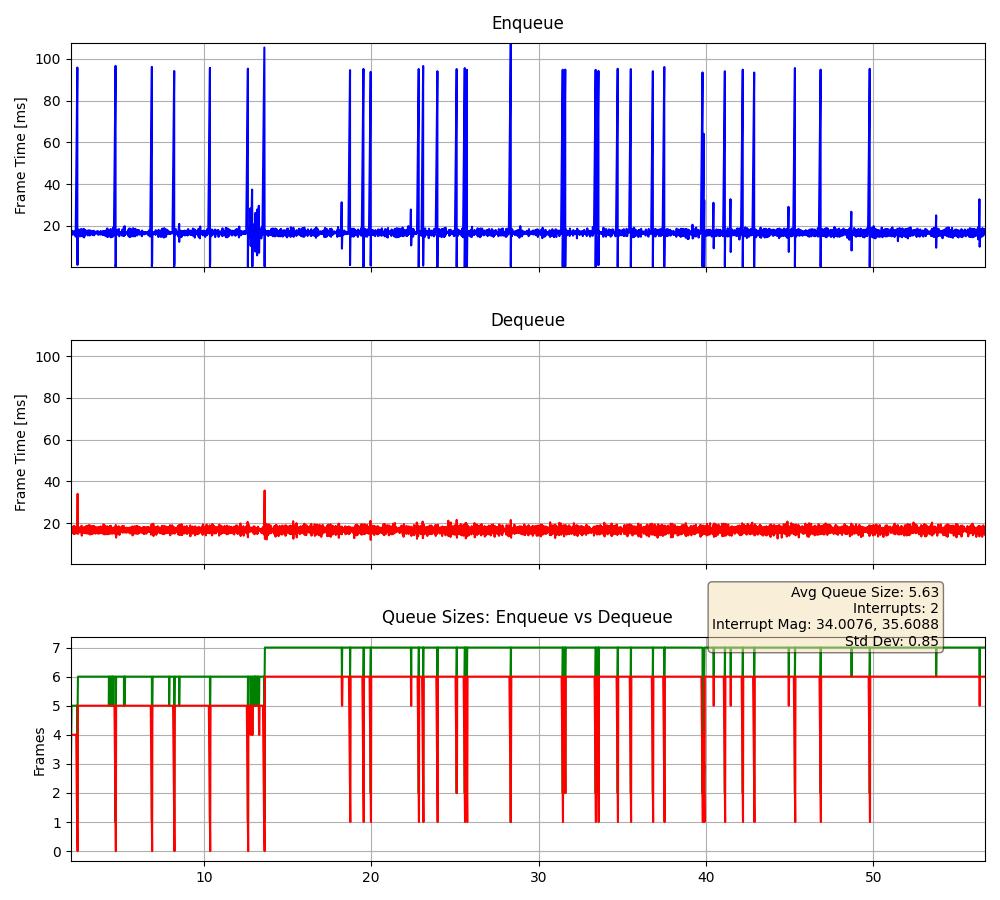 Enqueue
Frame Time [ms]
100
80
60
40
20
Dequeue
Frame Time [ms]
100
80
60
40
20
Avg Queue Size: 5.63
Interrupts: 2
Interrupt Mag: 34.0076, 35.6088
Std Dev: 0.85
Queue Sizes: Enqueue vs Dequeue
Frames
7
6
5
4
3
2
1
0
10 20 30 40 50